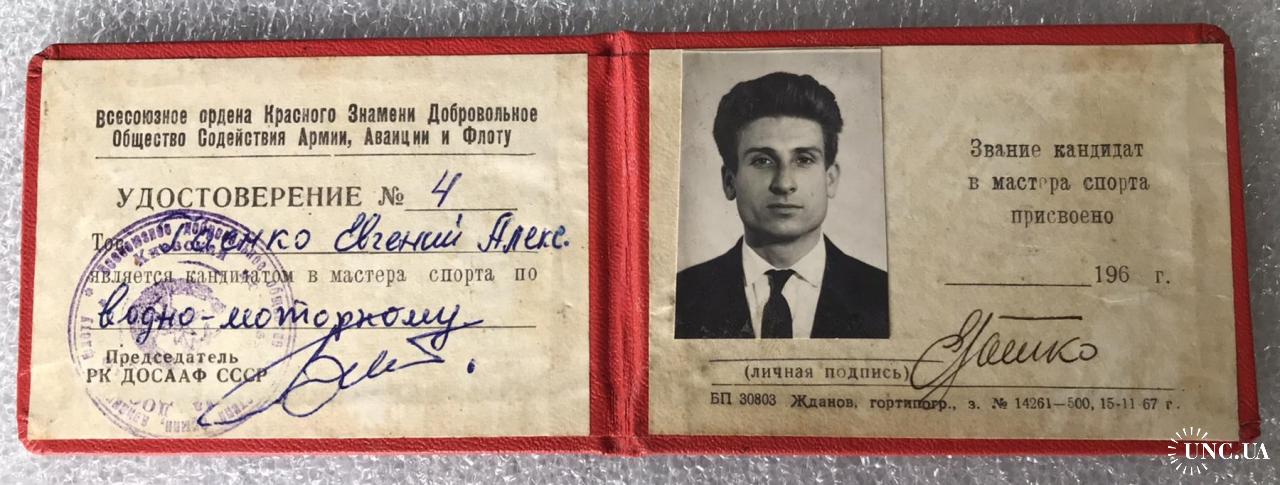 Всесоюзное ордена Красного Знамени Добровольное
Общество Содействия Армии, Аваиции и Флоту
УДОСТОВЕРЕНИЕ № 4
Тов. Евгений Алекс.
является кандидатом в мастера спорта по
водно-моторному
Председатель
РК ДОСААФ СССР
Звание кандидат
в мастера спорта
присвоено
196 г.
(личная подпись)
БП 30803 Жданов, гортипогр., з. № 14261—500, 15-11 67 г.
UNC.UA